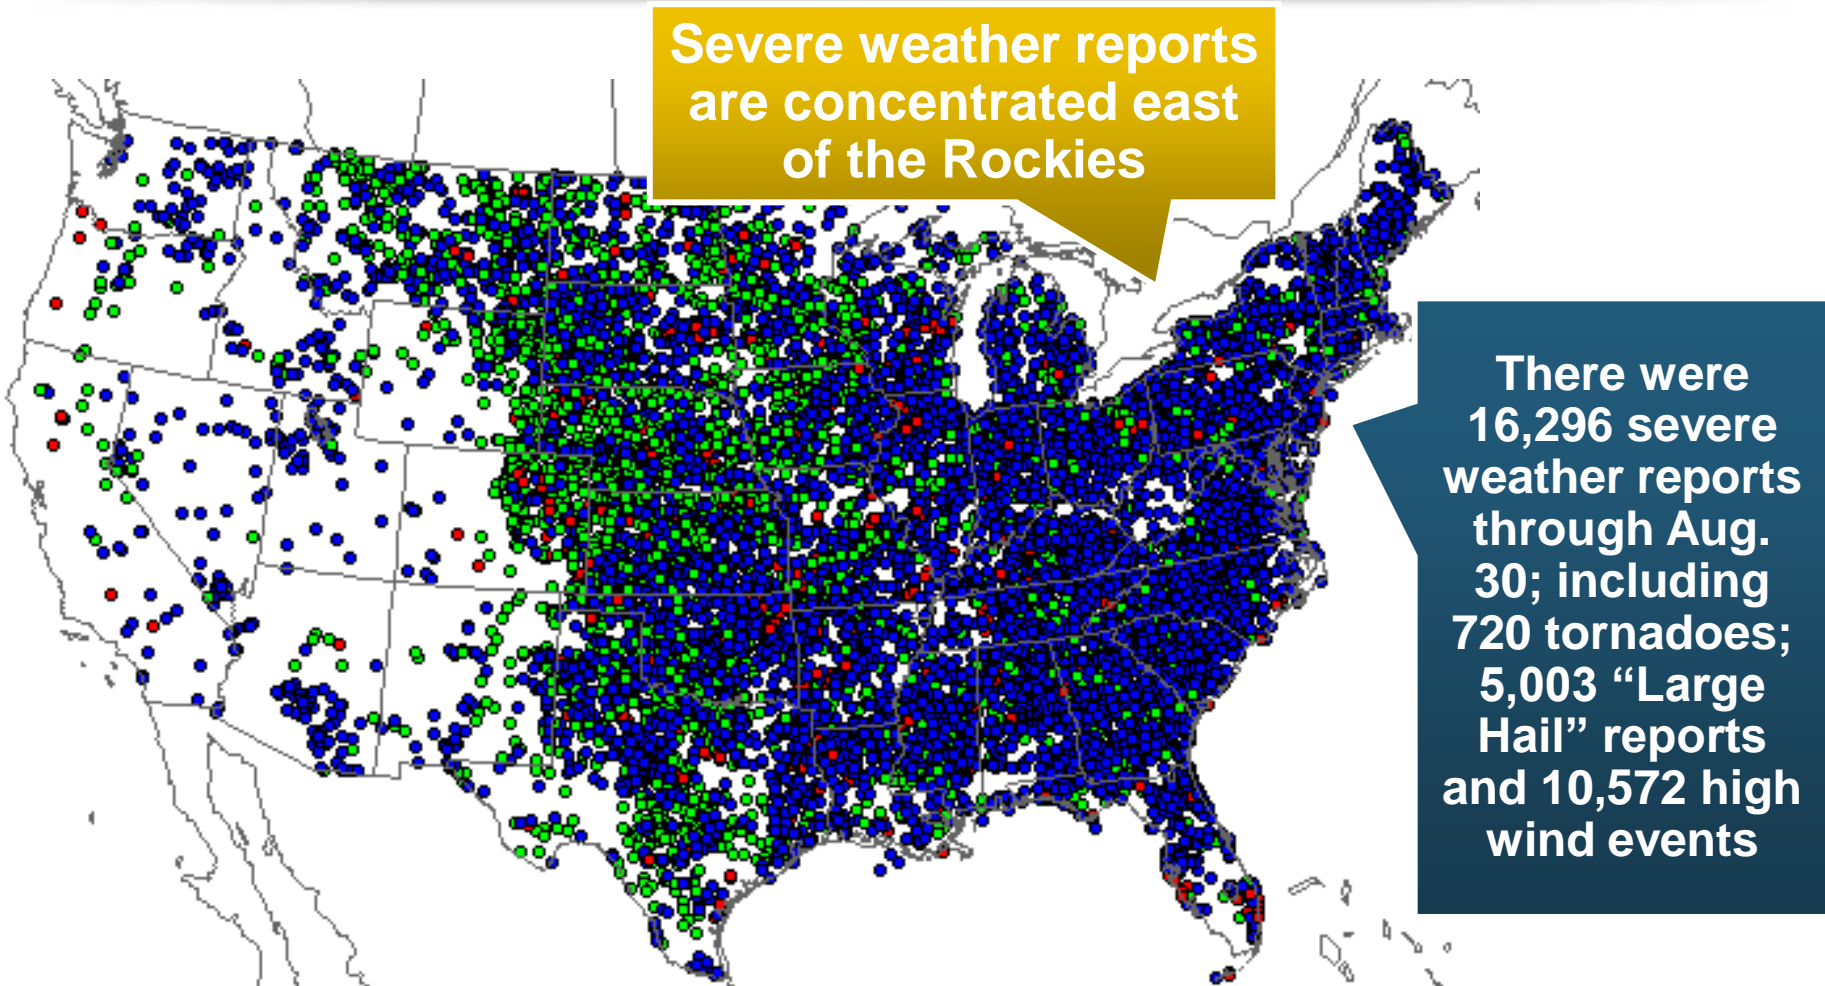 Severe weather reports
are concentrated east
of the Rockies
There were
16,296 severe
weather reports
through Aug.
30; including
720 tornadoes;
5,003 “Large
Hail” reports
and 10,572 high
wind events